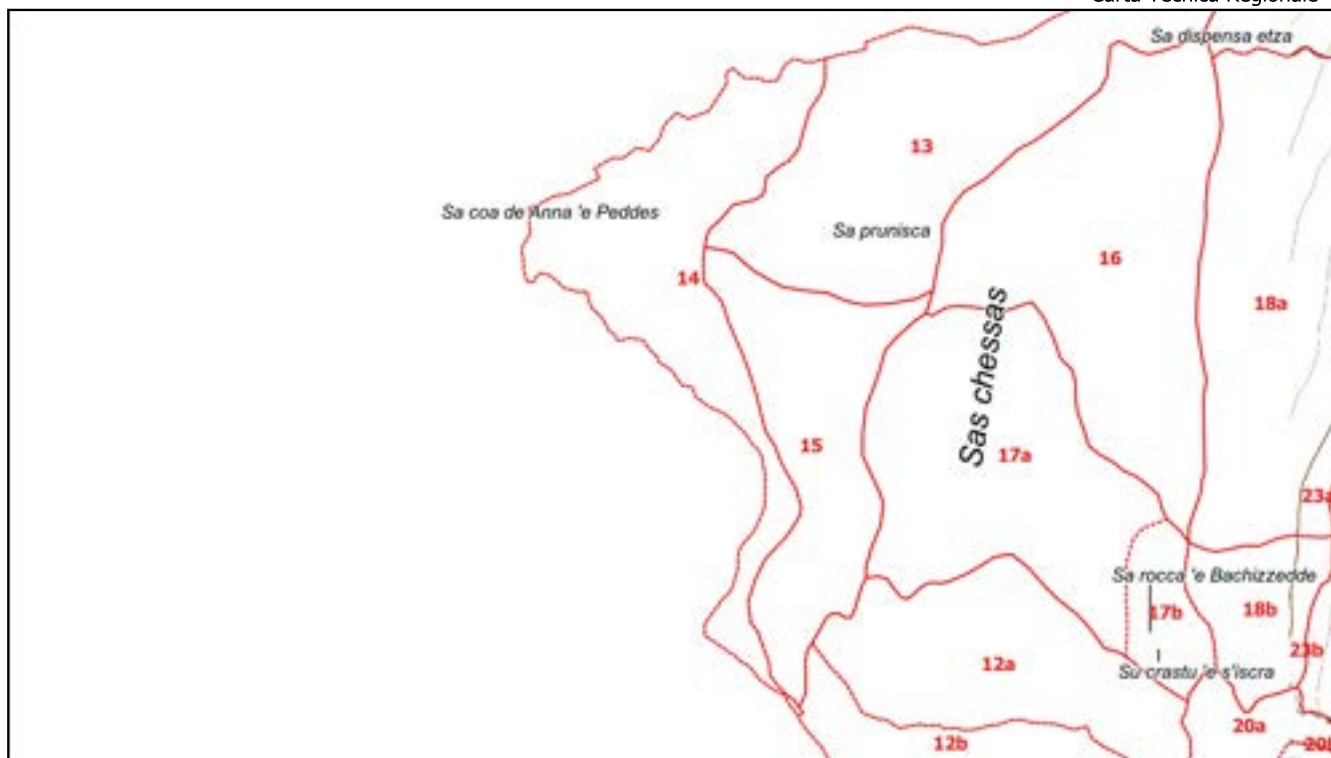 Carta Tecnica Regionale
Sa dispensa etza
13
Sa coa de Anna 'e Peddes
Sa prunisca
14
16
18a
Sas chessas
15
17a
23a
Sa rocca 'e Bachizzedde
17b
18b
23b
12a
Su crastu 'e s'iscra
20a
12b
20b